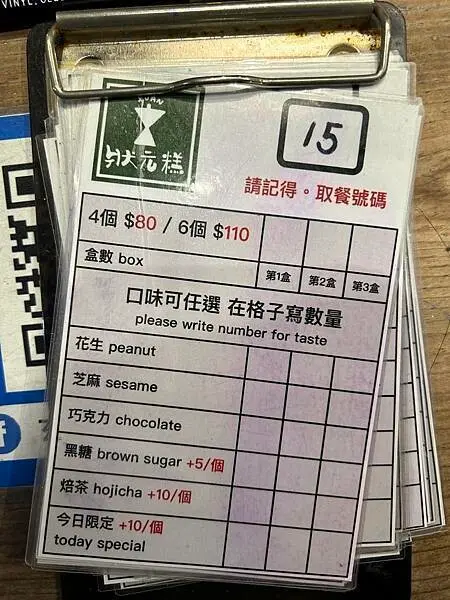 VINYL.
YUAN
狀元糕
15
請記得。取餐號碼
4個 $80 / 6個 $110
盒數 box
第1盒 第2盒 第3盒
口味可任選 在格子寫數量
please write number for taste
花生 peanut
芝麻 sesame
巧克力 chocolate
黑糖 brown sugar +5/個
焙茶 hojicha +10/個
今日限定 +10/個
today special